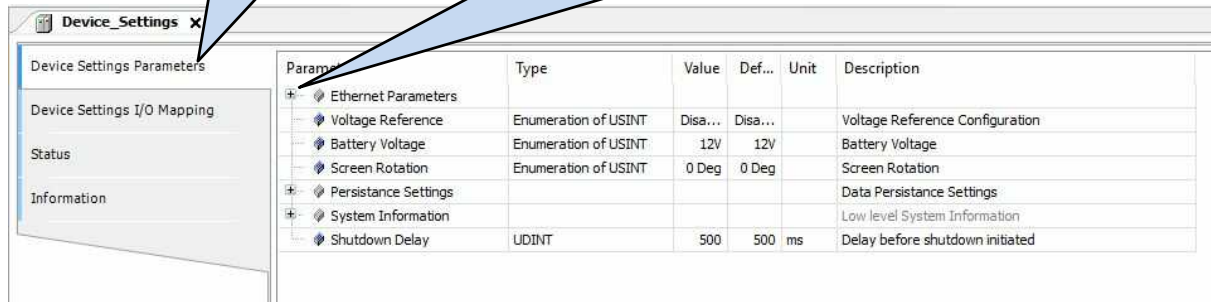 Device_Settings X
Device Settings Parameters
Device Settings I/O Mapping
Status
Information
Type Value Def... Unit Description
Ethernet Parameters
Voltage Reference Enumeration of USINT Disa... Disa... Voltage Reference Configuration
Battery Voltage Enumeration of USINT 12V 12V Battery Voltage
Screen Rotation Enumeration of USINT 0 Deg 0 Deg Screen Rotation
Persistance Settings Data Persistance Settings
System Information Low level System Information
Shutdown Delay UDINT 500 500 ms Delay before shutdown initiated